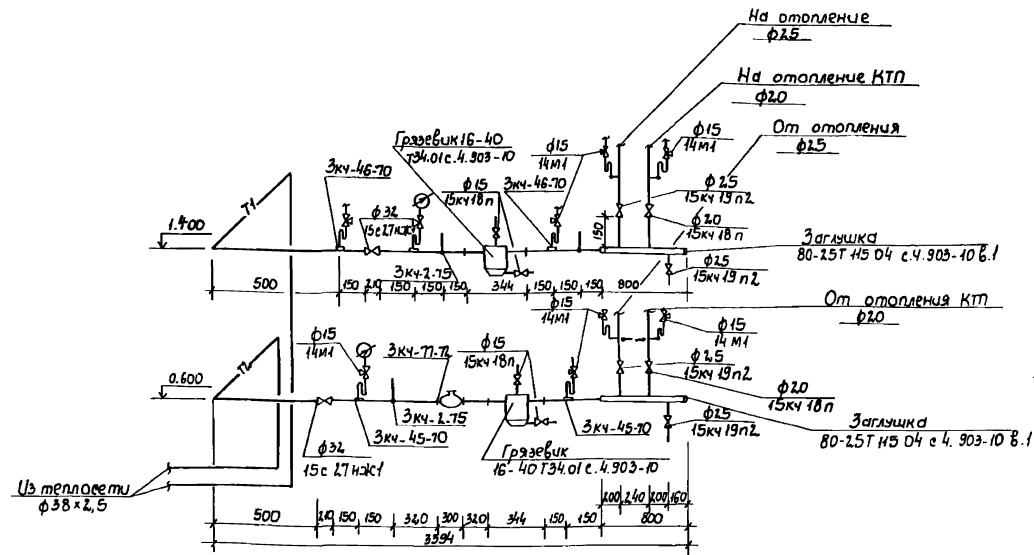 На отопление
ф25
На отопление КТП
ф20
Грязевик 16-40
Т34.01 с.4.903-10
ф15
14м1
ф15
14м1
От отопления
ф25
3кч-46-70
ф15
15кч18п
3кч-46-70
ф25
15кч19п2
ф32
15с27нж1
ф20
15кч18п
Т1
1.400
150
Заглушка
80-25Т Н5 04 с.4.903-10 в.1
3кч-2-75
ф25
15кч19п2
500
150
210
150
150
150
344
150
150
150
800
ф15
14м1
От отопления КТП
ф20
ф15
14м1
ф15
14м1
3кч-77-72
ф15
15кч18п
Т2
ф25
15кч19п2
0.600
ф20
15кч18п
3кч-2-75
ф25
15кч19п2
Заглушка
80-25Т Н5 04 с 4.903-10 в.1
ф32
15с27нж1
3кч-45-70
3кч-45-70
Грязевик
16-40 Т34.01 с.4.903-10
Из теплосети
ф38×2,5
200
240
200
160
500
210
150
150
320
300
320
344
150
150
800
3394